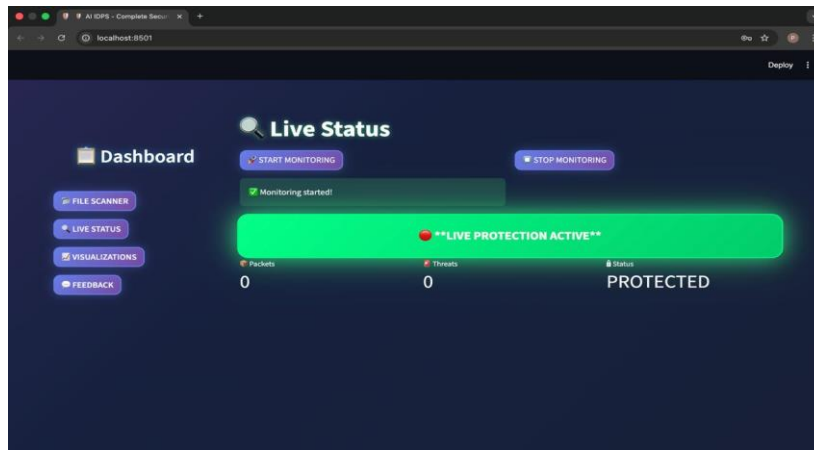 AI IDPS - Complete Secur
localhost:8501
Deploy
Dashboard
FILE SCANNER
LIVE STATUS
VISUALIZATIONS
FEEDBACK
Live Status
START MONITORING
STOP MONITORING
Monitoring started!
**LIVE PROTECTION ACTIVE**
Packets
Threats
Status
0
0
PROTECTED